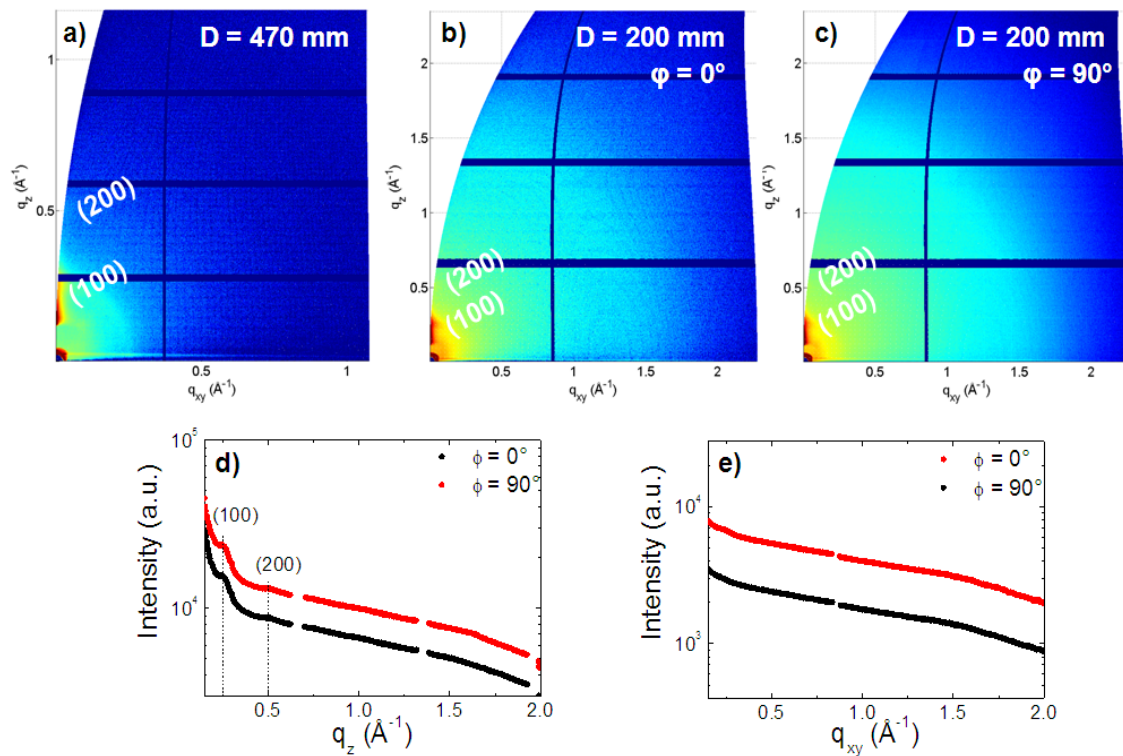 a)
D = 470 mm
1
0.5
q_z (Å⁻¹)
(200)
(100)
0.5
1
q_xy (Å⁻¹)
b)
D = 200 mm
φ = 0°
2
1.5
1
0.5
q_z (Å⁻¹)
(200)
(100)
0.5
1
1.5
2
q_xy (Å⁻¹)
c)
D = 200 mm
φ = 90°
2
1.5
1
0.5
q_z (Å⁻¹)
(200)
(100)
0.5
1
1.5
2
q_xy (Å⁻¹)
d)
ϕ = 0°
ϕ = 90°
(100)
(200)
10⁵
10⁴
Intensity (a.u.)
0.5
1.0
1.5
2.0
q_z (Å⁻¹)
e)
ϕ = 0°
ϕ = 90°
10⁴
10³
Intensity (a.u.)
0.5
1.0
1.5
2.0
q_xy (Å⁻¹)